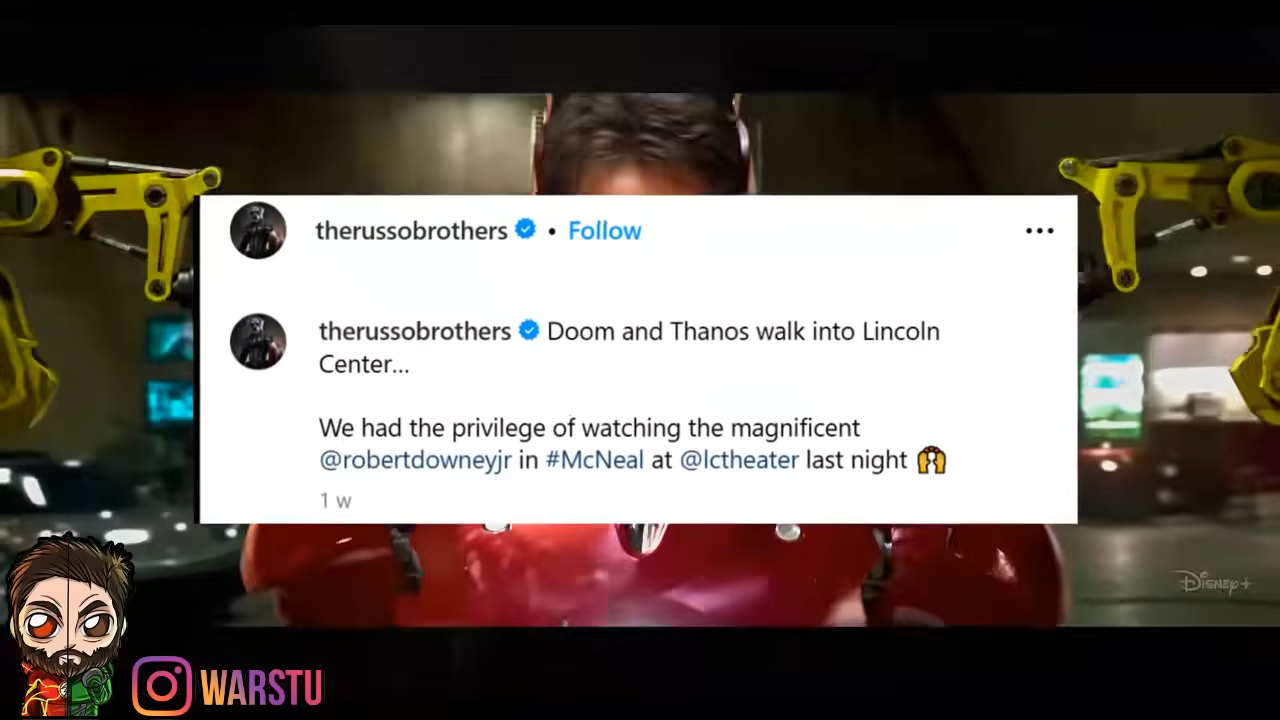 therussobrothers • Follow
therussobrothers Doom and Thanos walk into Lincoln
Center...
We had the privilege of watching the magnificent
@robertdowneyjr in #McNeal at @lctheater last night
1 w
Disney+
WARSTU